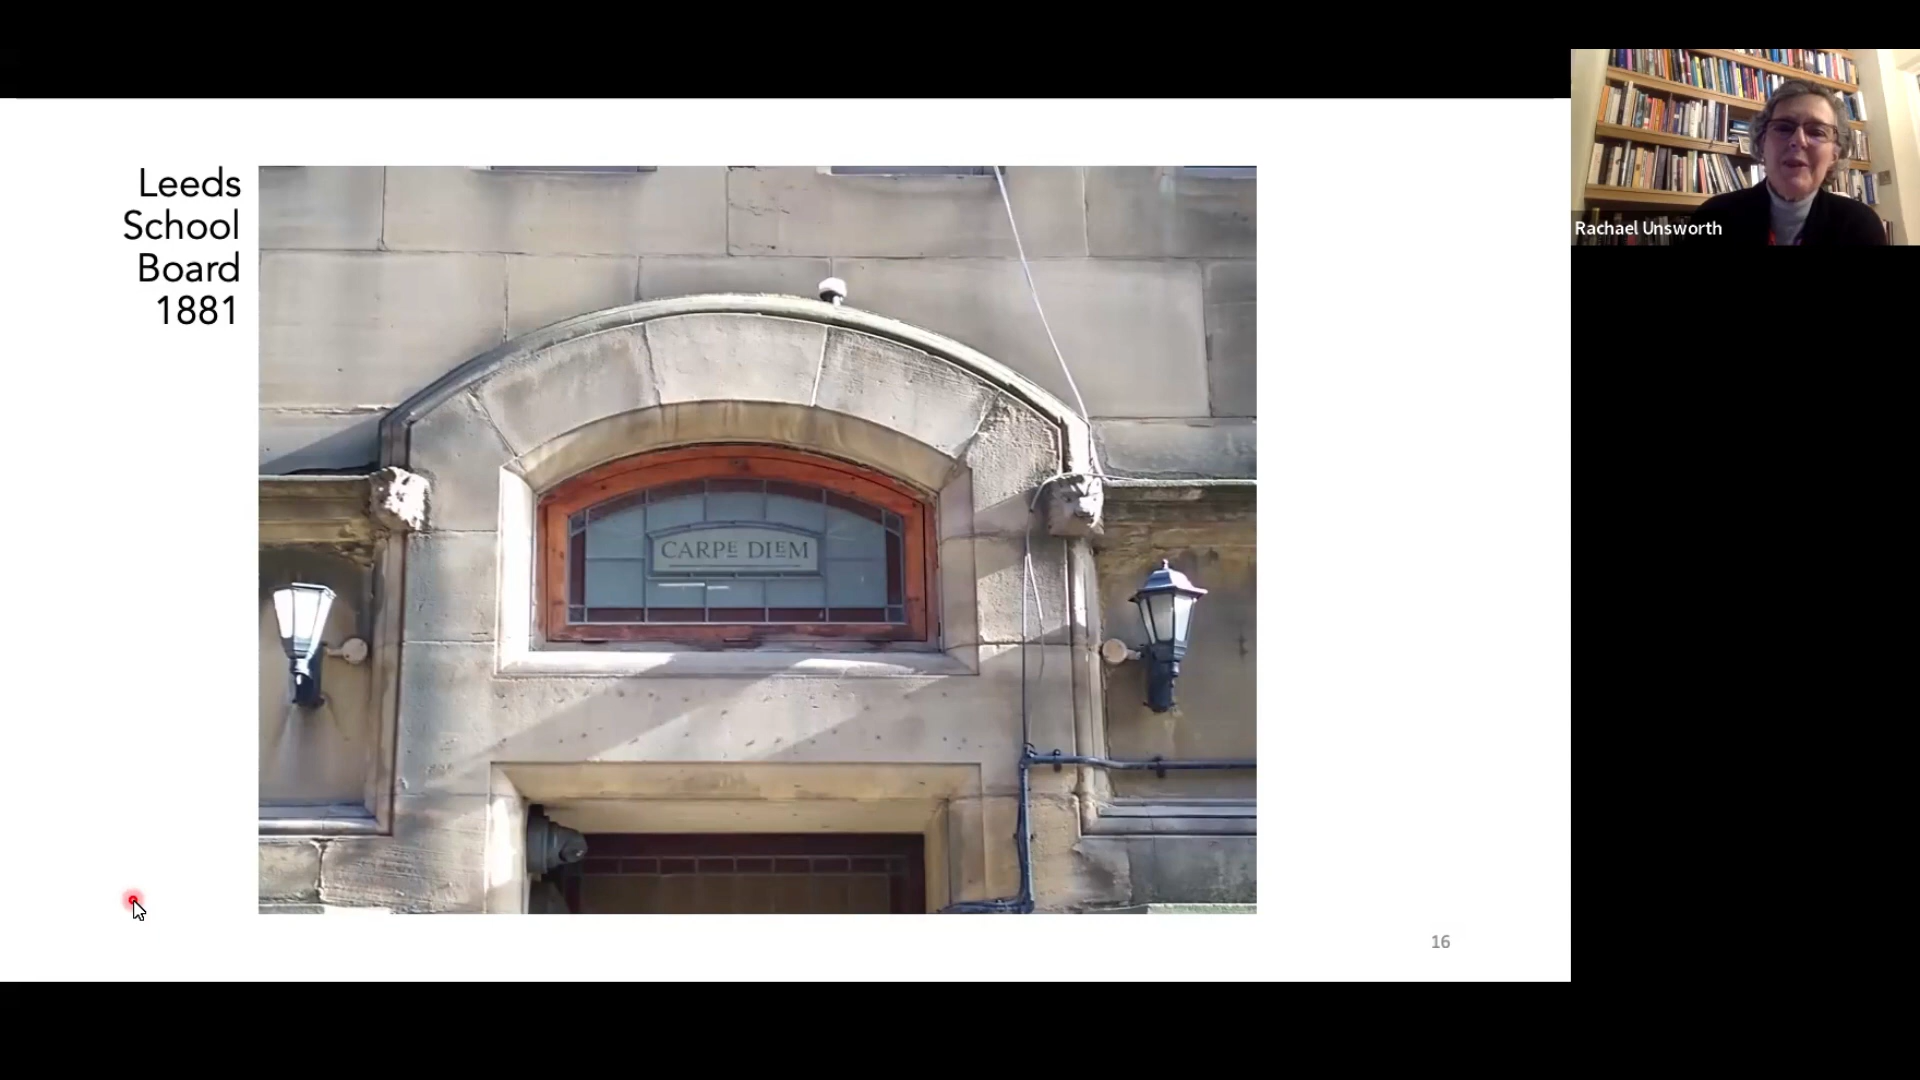 Leeds
School
Board
1881
CARPE DIEM
16
Rachael Unsworth